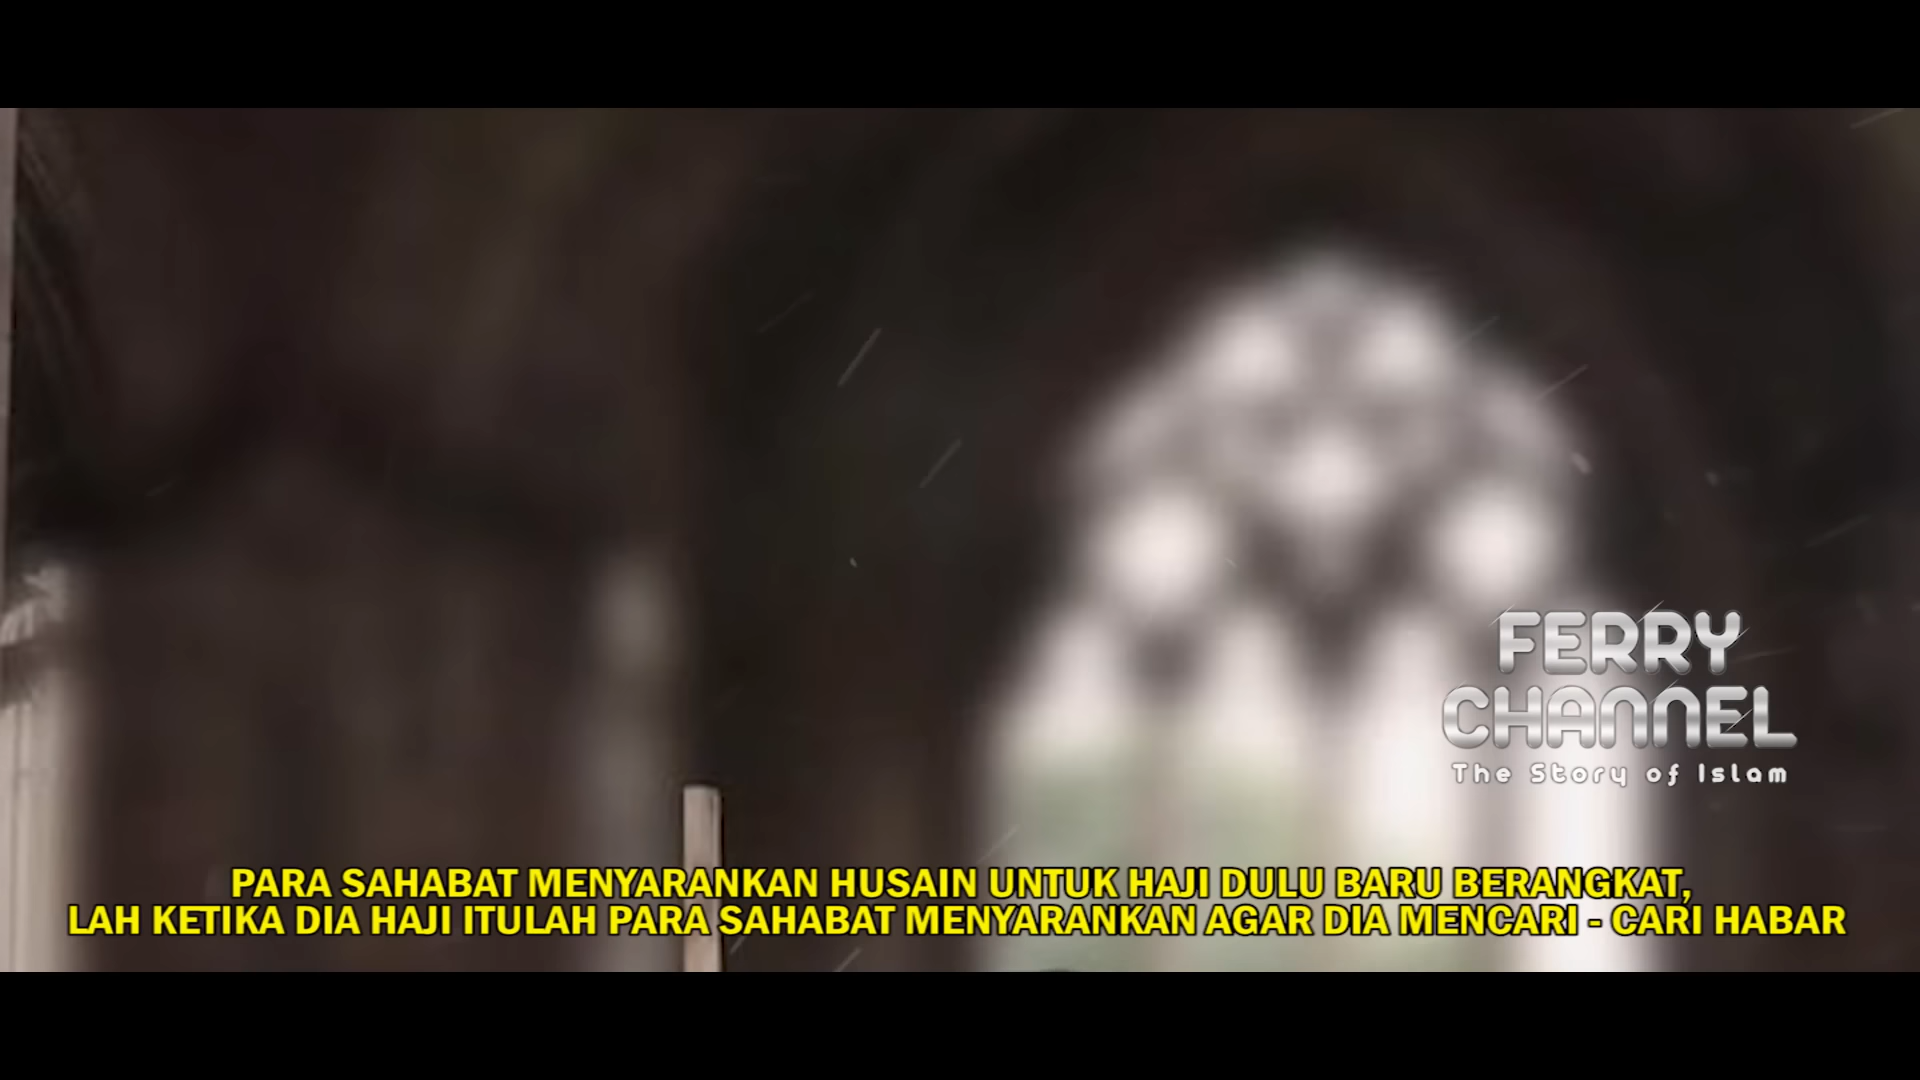 FERRY
CHANNEL
The Story of Islam
PARA SAHABAT MENYARANKAN HUSAIN UNTUK HAJI DULU BARU BERANGKAT,
LAH KETIKA DIA HAJI ITULAH PARA SAHABAT MENYARANKAN AGAR DIA MENCARI - CARI HABAR